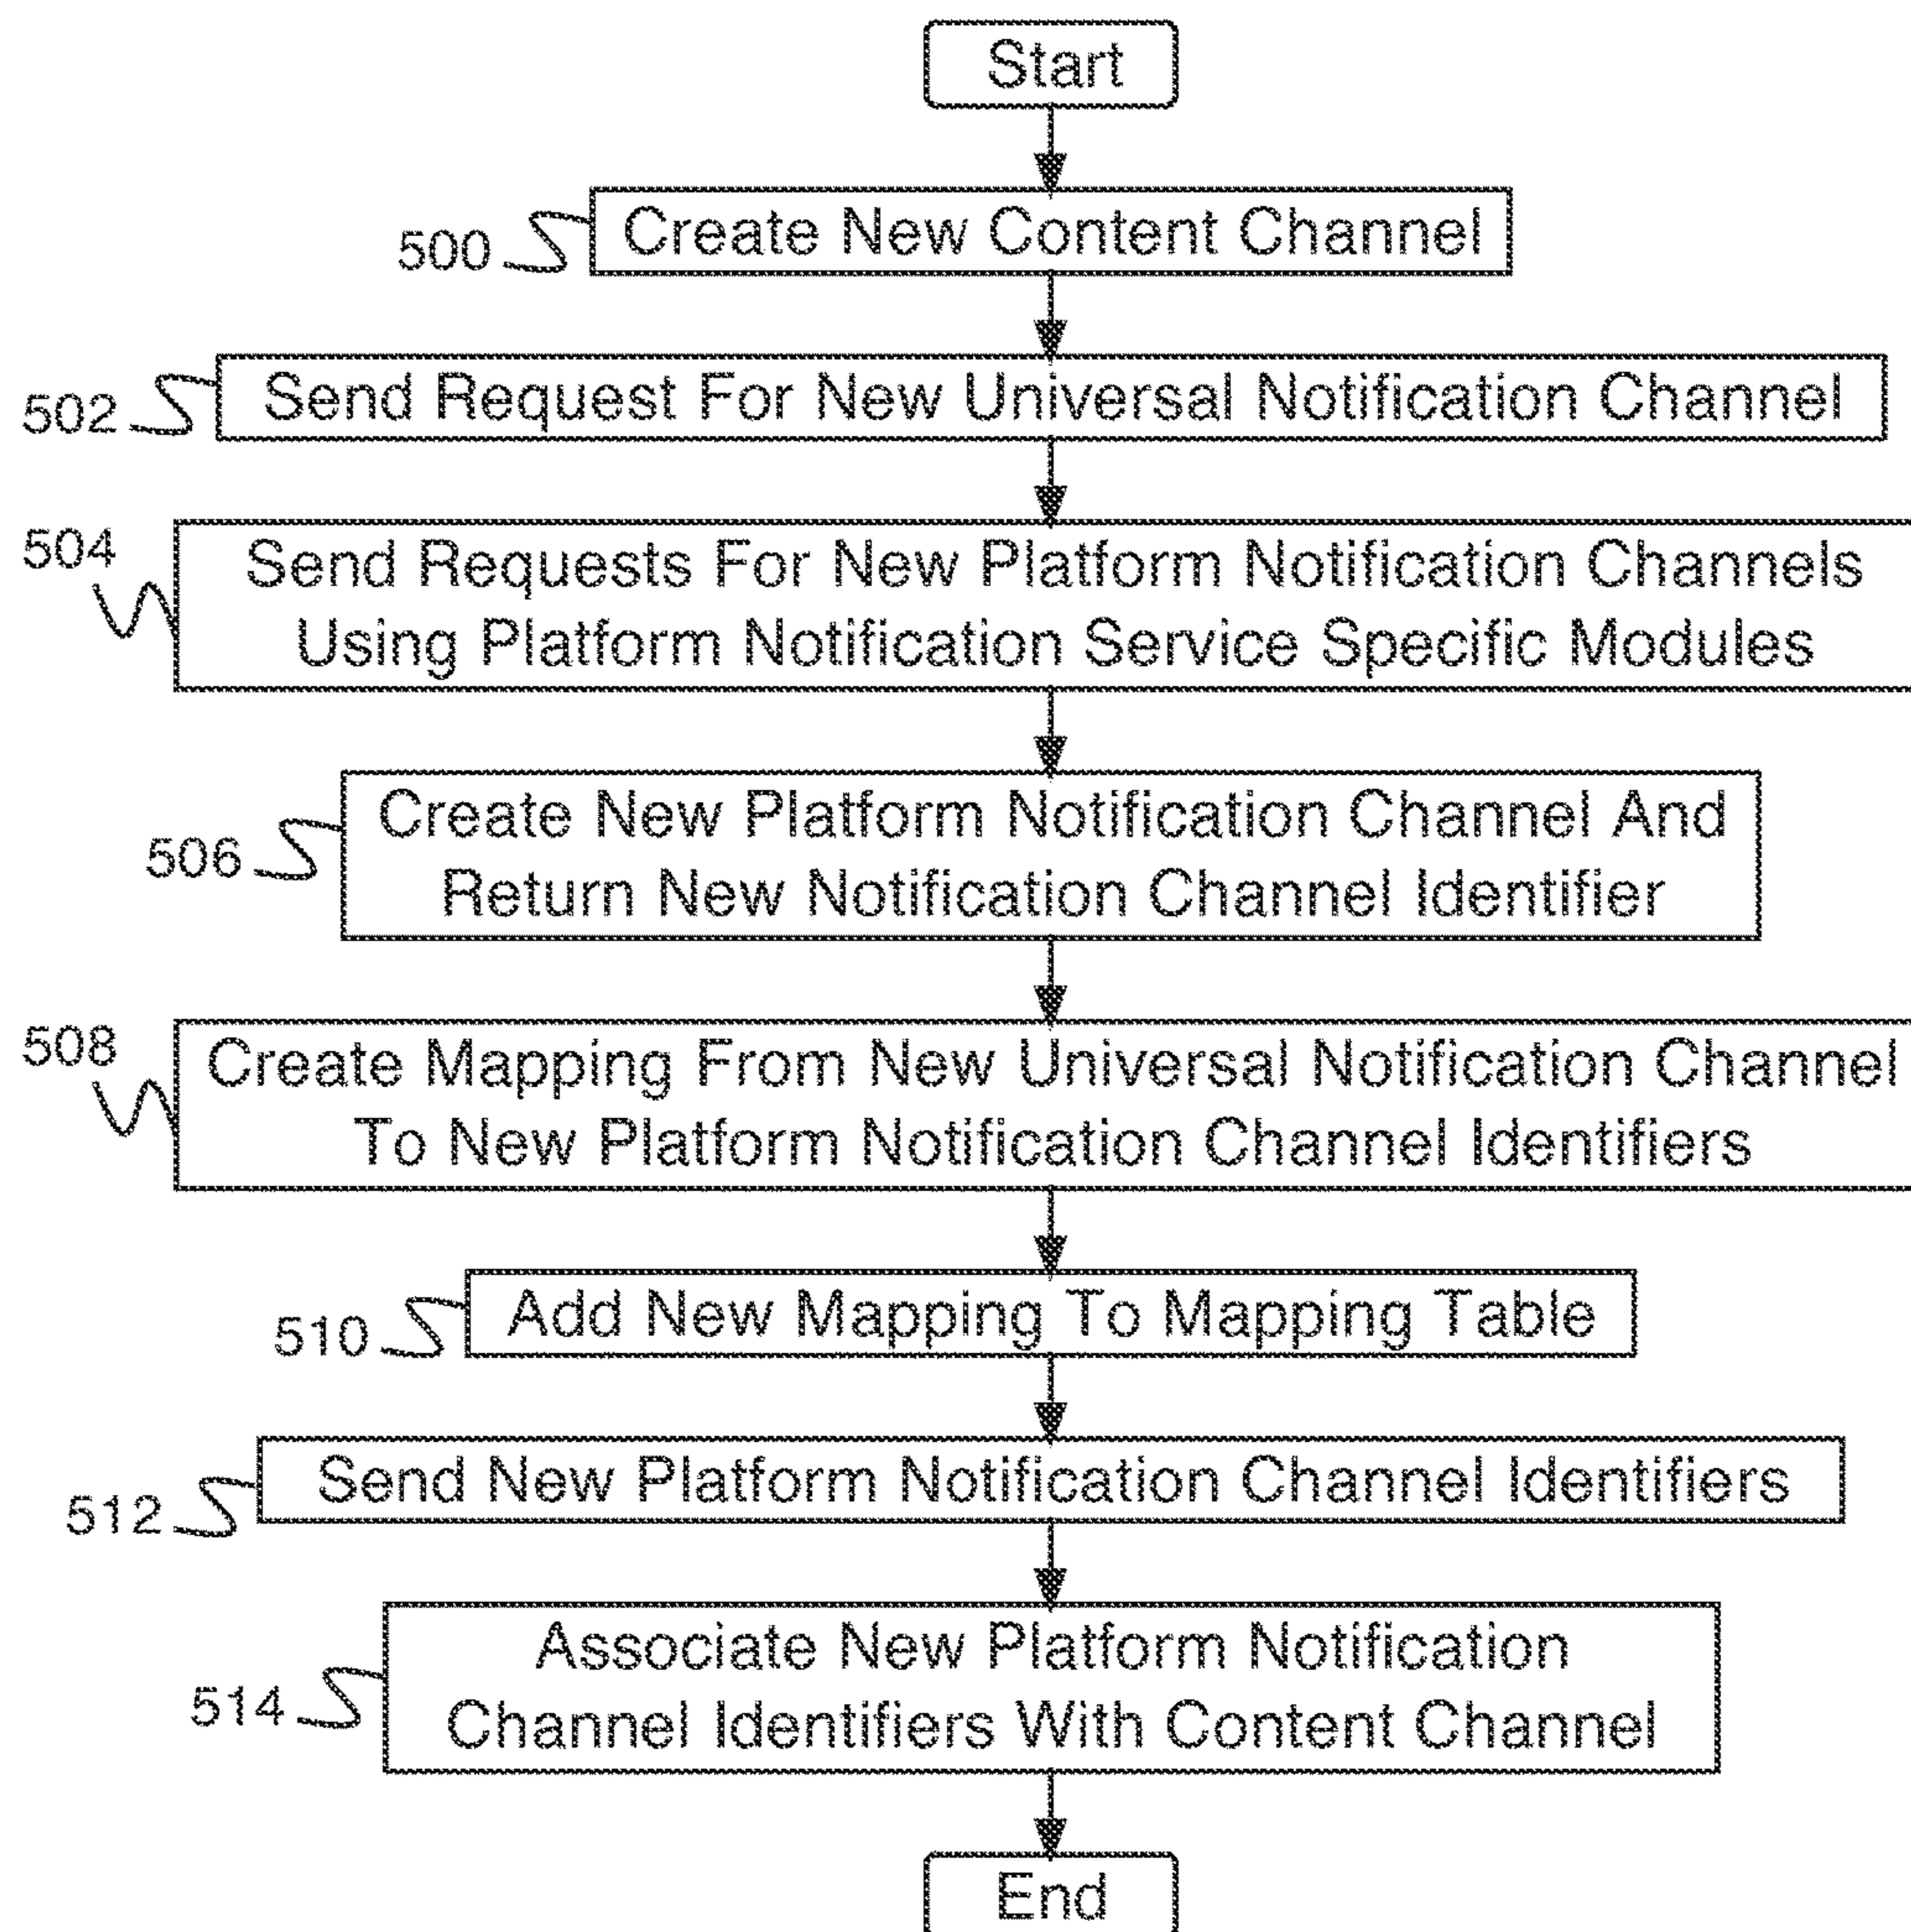 Start
500
Create New Content Channel
502
Send Request For New Universal Notification Channel
504
Send Requests For New Platform Notification Channels
Using Platform Notification Service Specific Modules
506
Create New Platform Notification Channel And
Return New Notification Channel Identifier
508
Create Mapping From New Universal Notification Channel
To New Platform Notification Channel Identifiers
510
Add New Mapping To Mapping Table
512
Send New Platform Notification Channel Identifiers
514
Associate New Platform Notification
Channel Identifiers With Content Channel
End